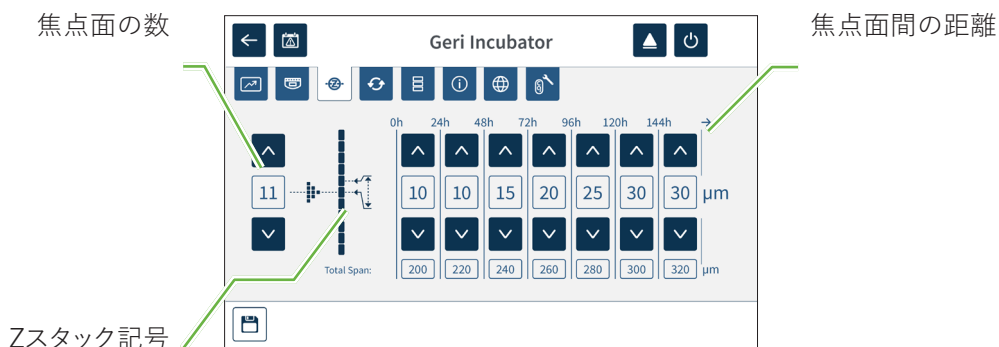 焦点面の数
焦点面間の距離
Geri Incubator
Z
0h 24h 48h 72h 96h 120h 144h →
11 10 10 15 20 25 30 30 μm
Total Span: 200 220 240 260 280 300 320 μm
Zスタック記号